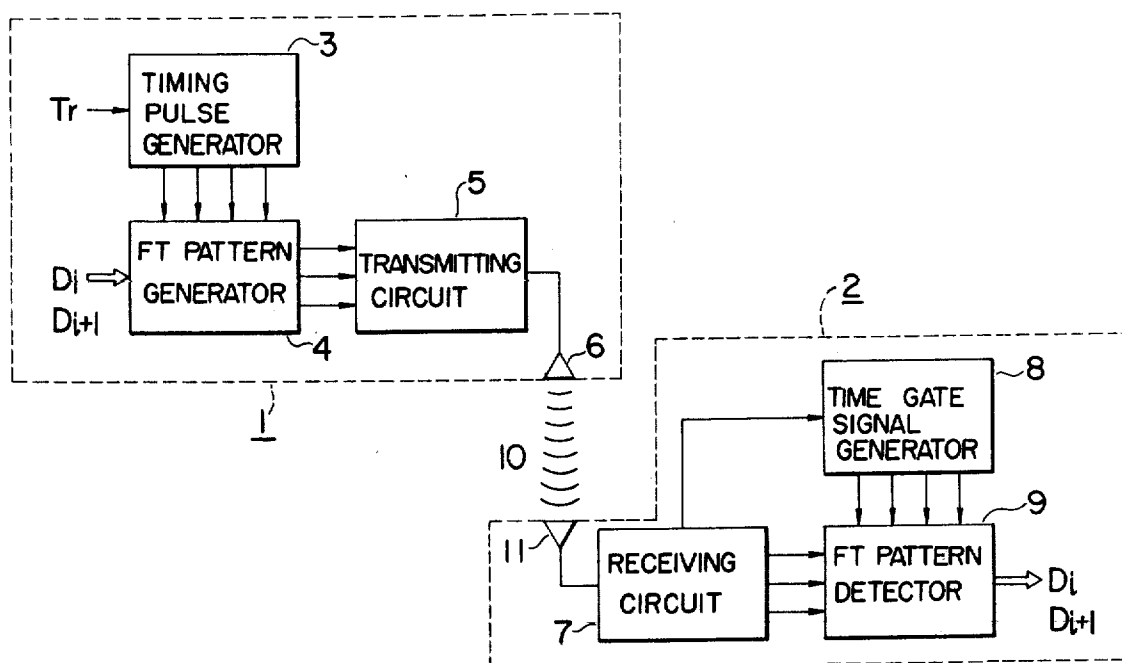 3
TIMING
PULSE
GENERATOR
Tr
5
FT PATTERN
GENERATOR
Di
Di+1
TRANSMITTING
CIRCUIT
4
6
2
1
8
TIME GATE
SIGNAL
GENERATOR
10
9
11
RECEIVING
CIRCUIT
7
FT PATTERN
DETECTOR
Di
Di+1